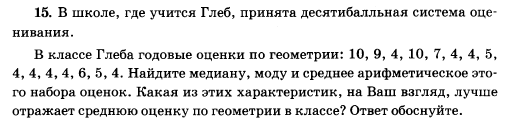 15. В школе, где учится Глеб, принята десятибалльная система оце-
нивания.
В классе Глеба годовые оценки по геометрии: 10, 9, 4, 10, 7, 4, 4, 5,
4, 4, 4, 4, 6, 5, 4. Найдите медиану, моду и среднее арифметическое это-
го набора оценок. Какая из этих характеристик, на Ваш взгляд, лучше
отражает среднюю оценку по геометрии в классе? Ответ обоснуйте.